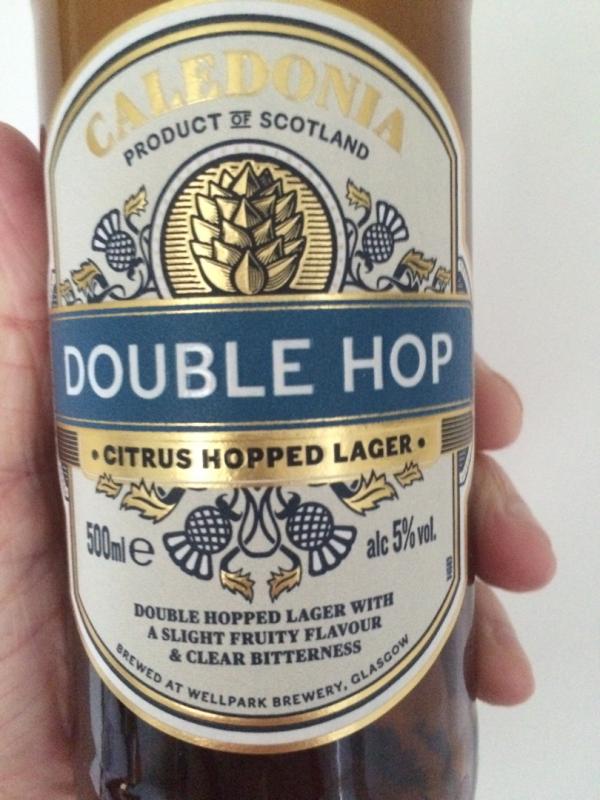 CALEDONIA
PRODUCT OF SCOTLAND
DOUBLE HOP
• CITRUS HOPPED LAGER •
500ml e
alc 5% vol.
DOUBLE HOPPED LAGER WITH
A SLIGHT FRUITY FLAVOUR
& CLEAR BITTERNESS
BREWED AT WELLPARK BREWERY, GLASGOW